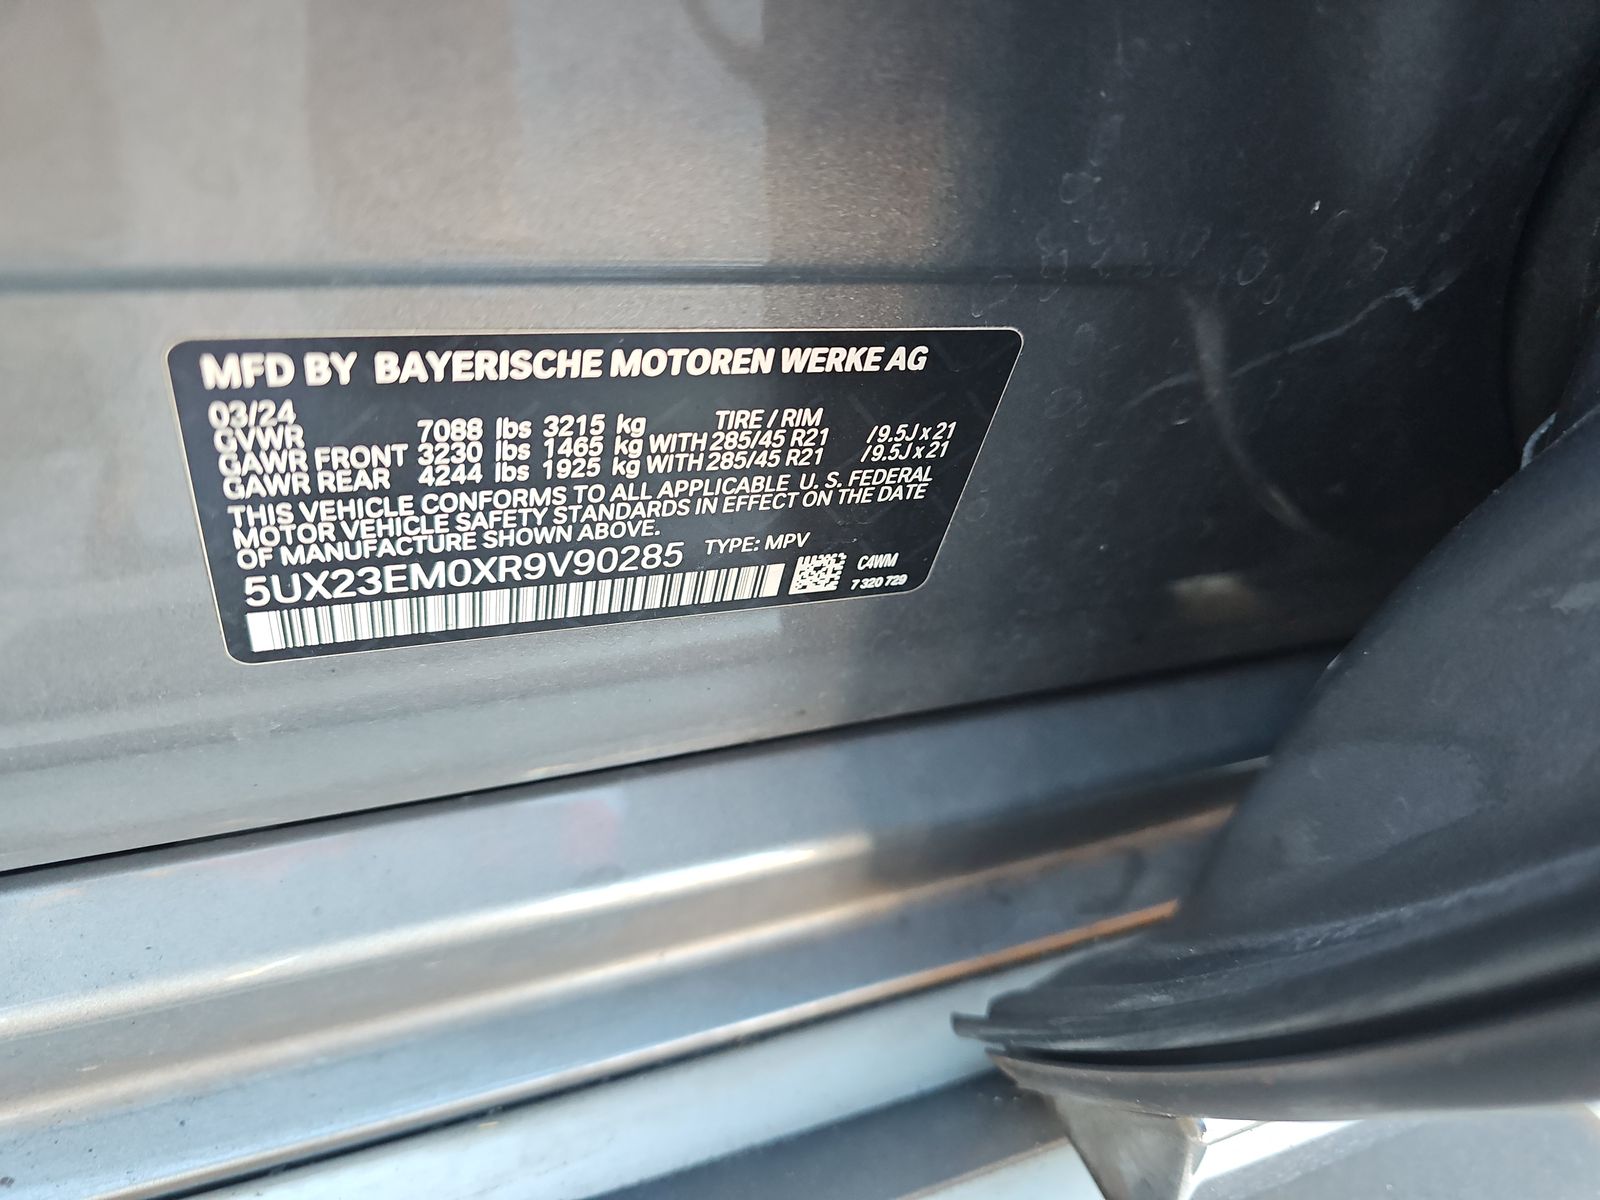 MFD BY BAYERISCHE MOTOREN WERKE AG
03/24 TIRE / RIM
GVWR 7088 lbs 3215 kg
GAWR FRONT 3230 lbs 1465 kg WITH 285/45 R21 /9.5J x 21
GAWR REAR 4244 lbs 1925 kg WITH 285/45 R21 /9.5J x 21
THIS VEHICLE CONFORMS TO ALL APPLICABLE U. S. FEDERAL
MOTOR VEHICLE SAFETY STANDARDS IN EFFECT ON THE DATE
OF MANUFACTURE SHOWN ABOVE.
5UX23EM0XR9V90285 TYPE: MPV
C4WM
7 320 729